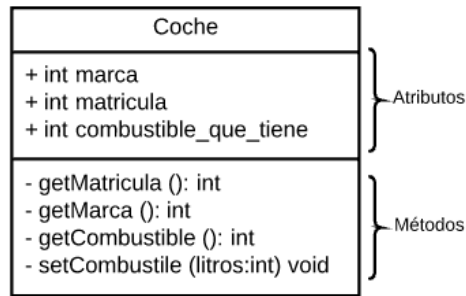 Coche
+ int marca
+ int matricula
+ int combustible_que_tiene
Atributos
- getMatricula (): int
- getMarca (): int
- getCombustible (): int
- setCombustile (litros:int) void
Métodos